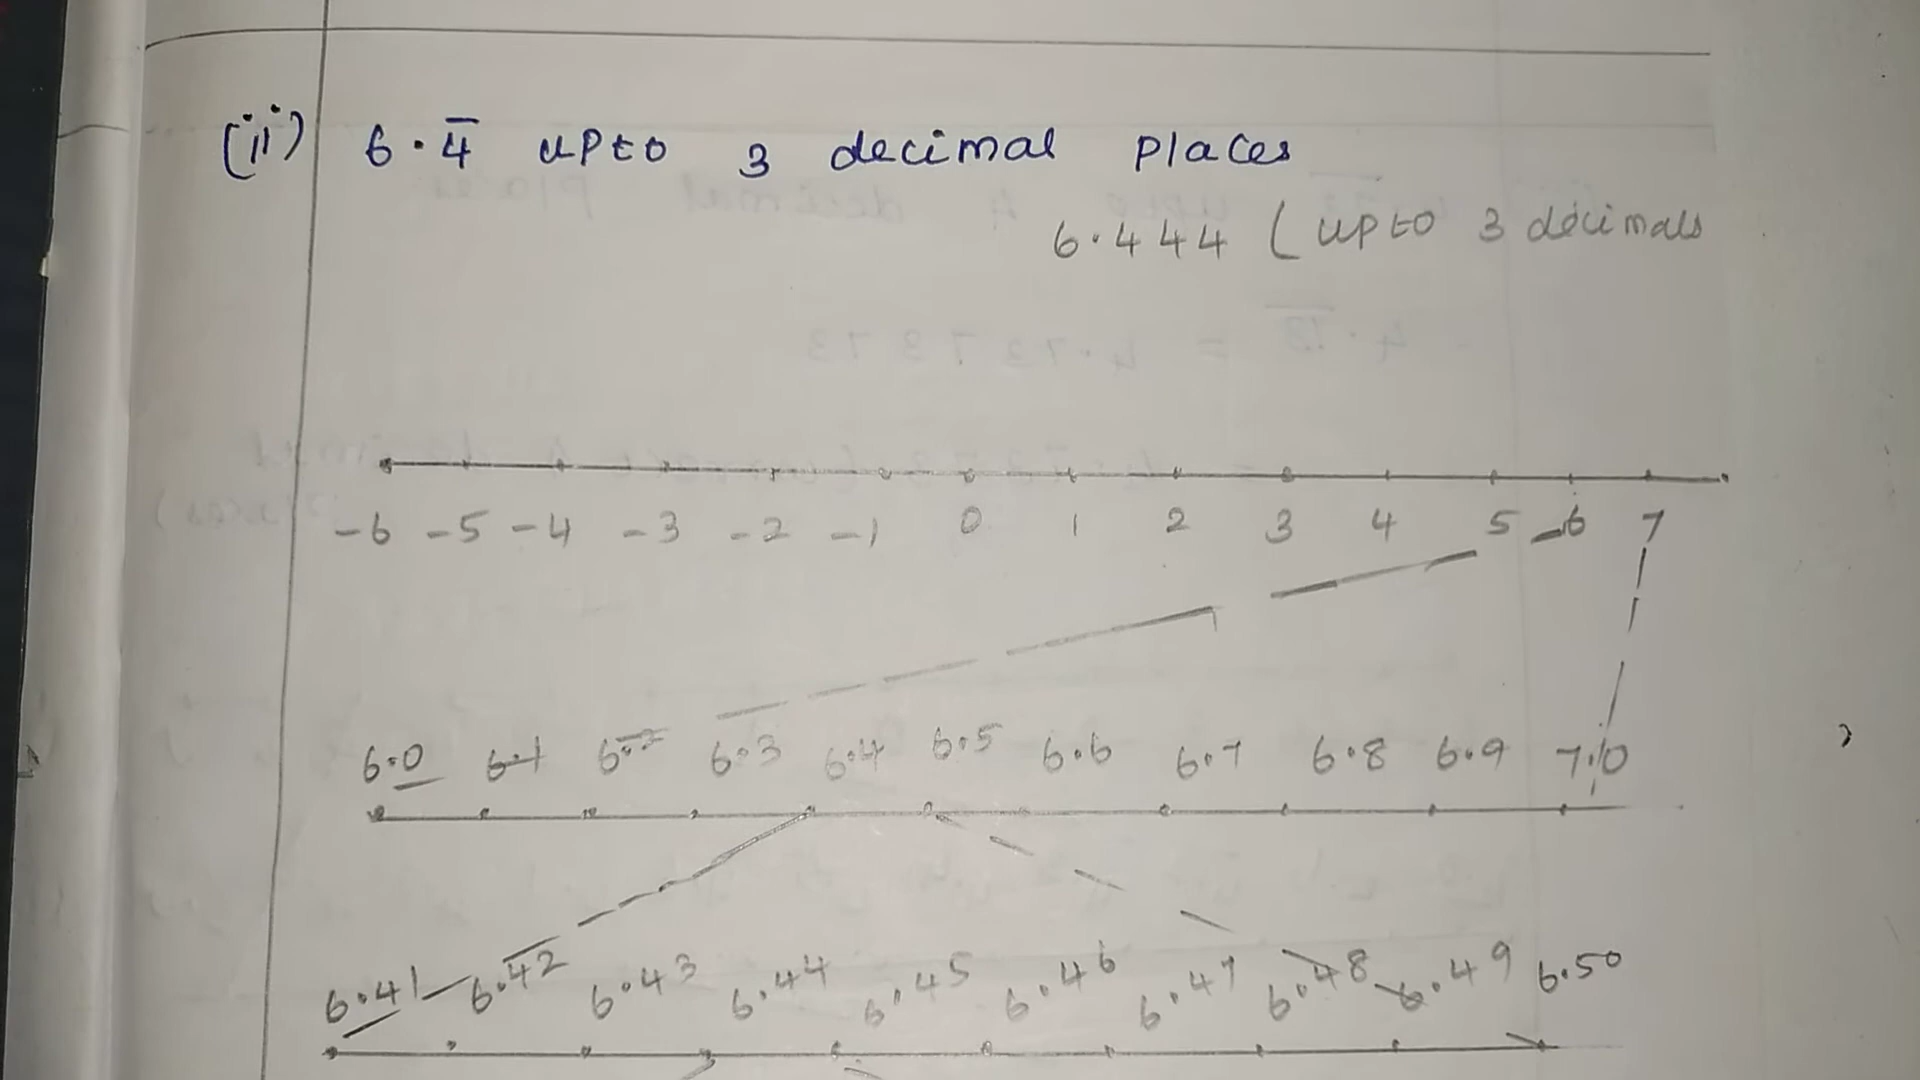 (ii) 6.4̅ upto 3 decimal places
6.444 (upto 3 decimals
-6 -5 -4 -3 -2 -1 0 1 2 3 4 5 6 7
6.0 6.1 6.2 6.3 6.4 6.5 6.6 6.7 6.8 6.9 7.0
6.41 6.42 6.43 6.44 6.45 6.46 6.47 6.48 6.49 6.50